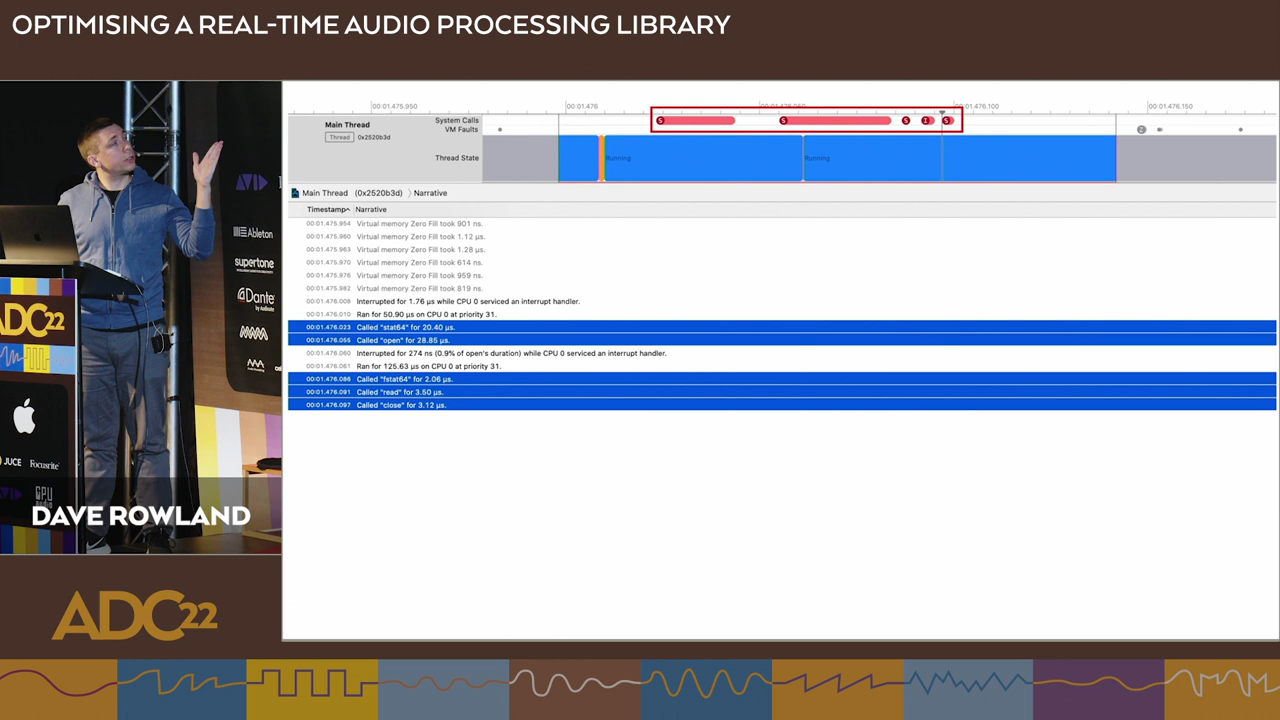 OPTIMISING A REAL-TIME AUDIO PROCESSING LIBRARY
00:01.475.950
00:01.476
00:01.476.100
00:01.476.150
Main Thread
Thread 0x2520b3d
System Calls
S S S I S
VM Faults
Thread State
Running
Running
Main Thread (0x2520b3d) Narrative
Timestamp Narrative
00:01.475.954 Virtual memory Zero Fill took 901 ns.
00:01.475.960 Virtual memory Zero Fill took 1.12 µs.
00:01.475.963 Virtual memory Zero Fill took 1.28 µs.
00:01.475.970 Virtual memory Zero Fill took 614 ns.
00:01.475.976 Virtual memory Zero Fill took 959 ns.
00:01.475.982 Virtual memory Zero Fill took 819 ns.
00:01.476.008 Interrupted for 1.76 µs while CPU 0 serviced an interrupt handler.
00:01.476.010 Ran for 50.90 µs on CPU 0 at priority 31.
00:01.476.023 Called "stat64" for 20.40 µs.
00:01.476.055 Called "open" for 28.85 µs.
00:01.476.060 Interrupted for 274 ns (0.9% of open's duration) while CPU 0 serviced an interrupt handler.
00:01.476.061 Ran for 125.63 µs on CPU 0 at priority 31.
00:01.476.086 Called "fstat64" for 2.06 µs.
00:01.476.091 Called "read" for 3.50 µs.
00:01.476.097 Called "close" for 3.12 µs.
AVID
Ableton
supertone
Dante
ADC22
JUCE Focusrite
GPU
DAVE ROWLAND
ADC22